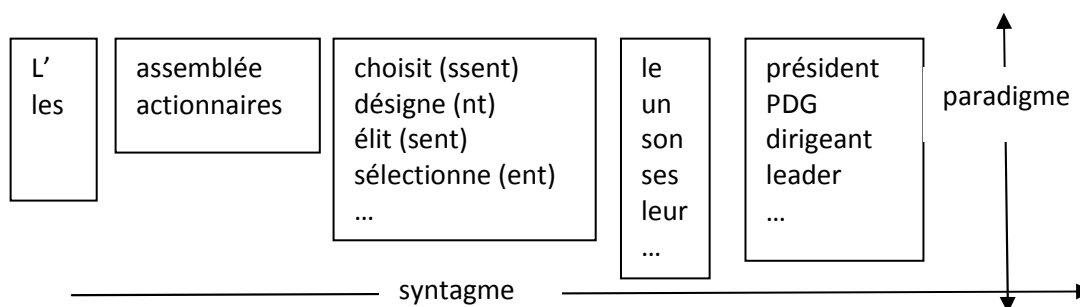 L'
les
assemblée
actionnaires
choisit (ssent)
désigne (nt)
élit (sent)
sélectionne (ent)
…
le
un
son
ses
leur
…
président
PDG
dirigeant
leader
…
paradigme
syntagme